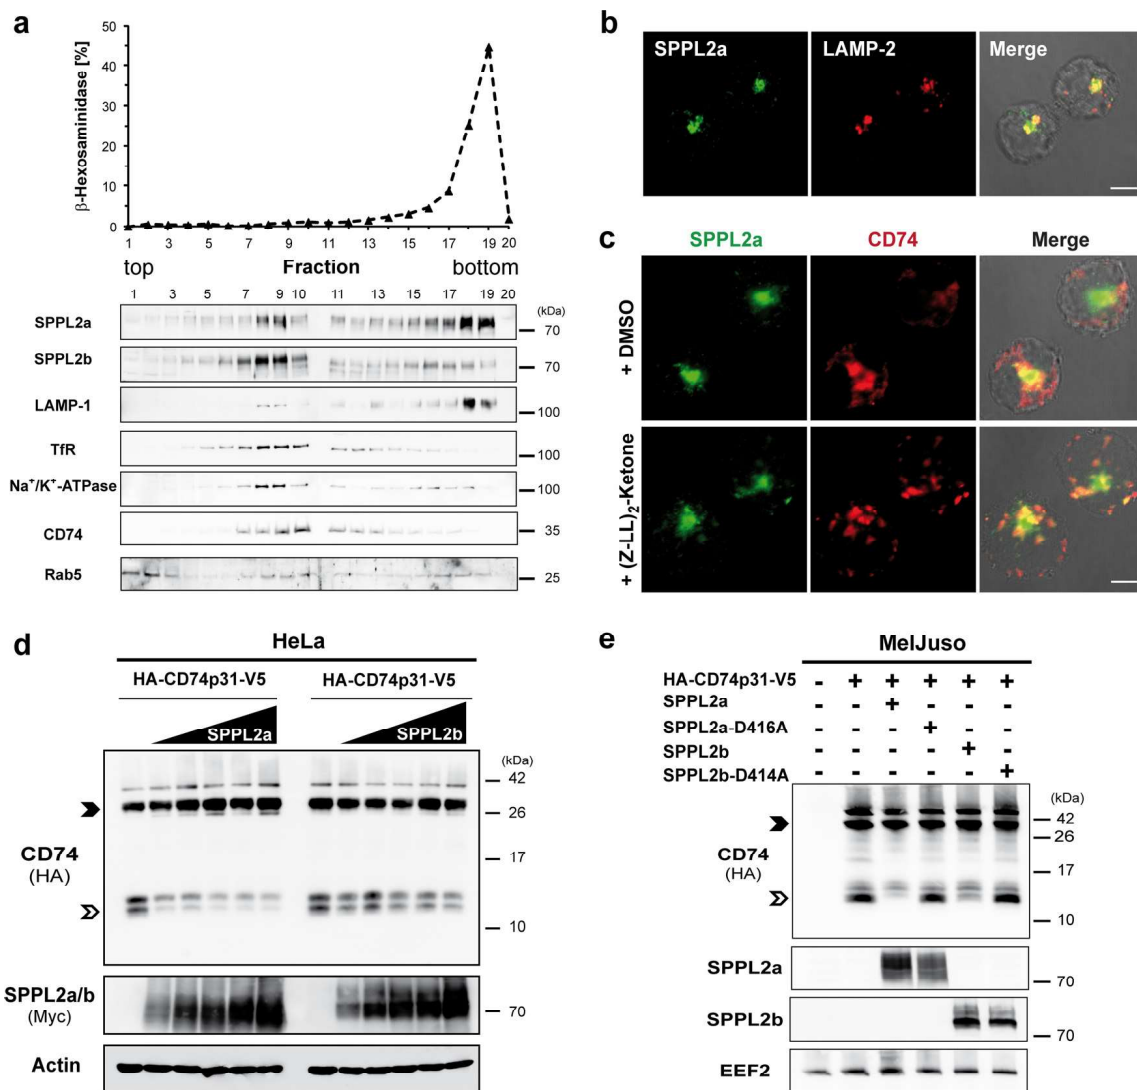 a
β-Hexosaminidase [%]
50
40
30
20
10
0
1 3 5 7 9 11 13 15 17 19 20
top Fraction bottom
1 3 5 7 9 10 11 13 15 17 19 20 (kDa)
SPPL2a 70
SPPL2b 70
LAMP-1 100
TfR 100
Na⁺/K⁺-ATPase 100
CD74 35
Rab5 25
b
SPPL2a LAMP-2 Merge
c
SPPL2a CD74 Merge
+ DMSO
+ (Z-LL)₂-Ketone
d
HeLa
HA-CD74p31-V5 HA-CD74p31-V5
SPPL2a SPPL2b
(kDa)
42
26
CD74
(HA)
17
10
SPPL2a/b
(Myc)
70
Actin
e
MelJuso
HA-CD74p31-V5 - + + + + +
SPPL2a - - + - - -
SPPL2a-D416A - - - + - -
SPPL2b - - - - + -
SPPL2b-D414A - - - - - +
(kDa)
42
26
CD74
(HA)
17
10
SPPL2a 70
SPPL2b 70
EEF2